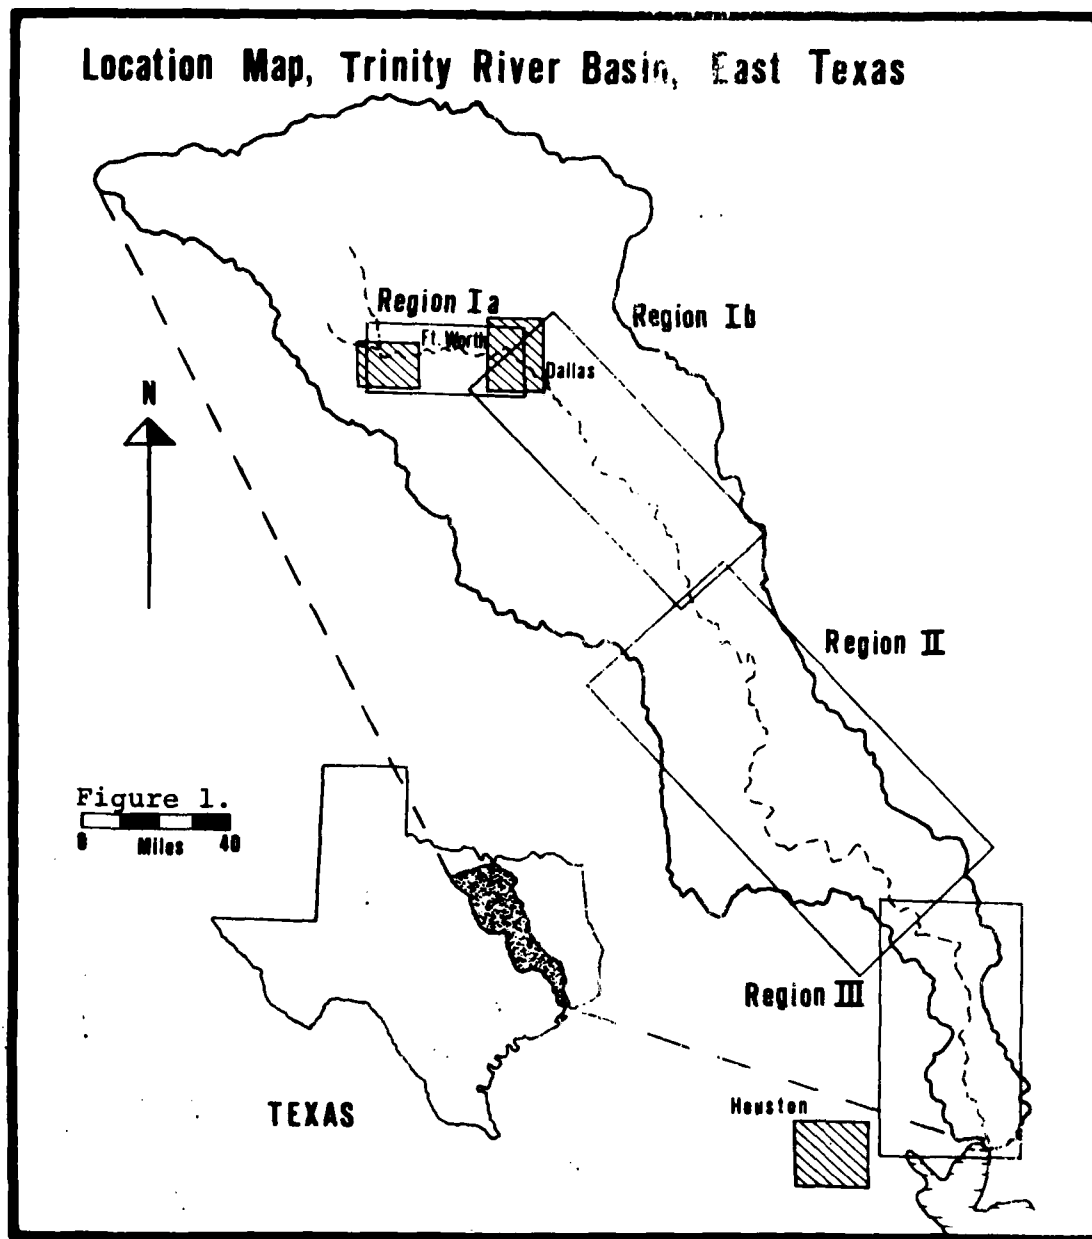 Location Map, Trinity River Basin, East Texas
Region Ia
Region Ib
Ft. Worth
Dallas
N
Region II
Figure 1.
0 Miles 40
Region III
Houston
TEXAS